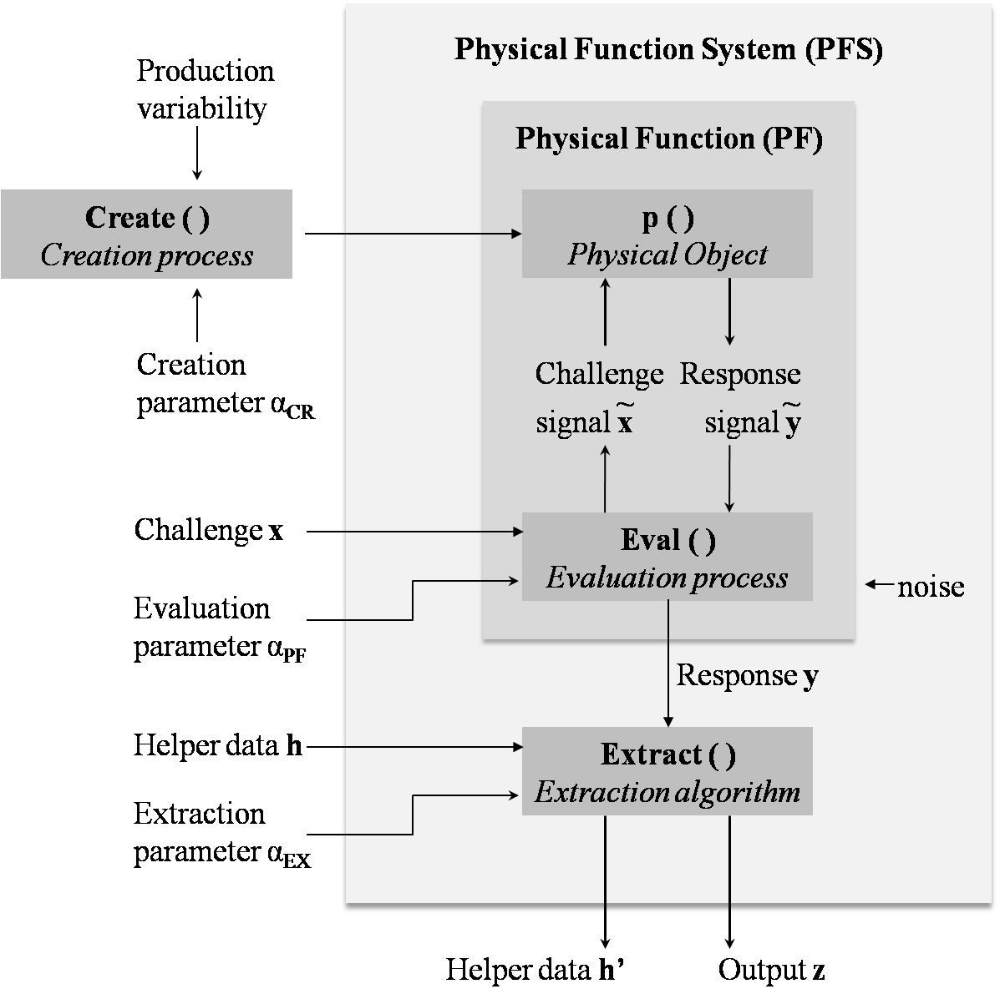 Physical Function System (PFS)
Production
variability
Physical Function (PF)
Create ( )
Creation process
p ( )
Physical Object
Creation
parameter αCR
Challenge
signal x̃
Response
signal ỹ
Challenge x
Eval ( )
Evaluation process
noise
Evaluation
parameter αPF
Response y
Helper data h
Extract ( )
Extraction algorithm
Extraction
parameter αEX
Helper data h’
Output z